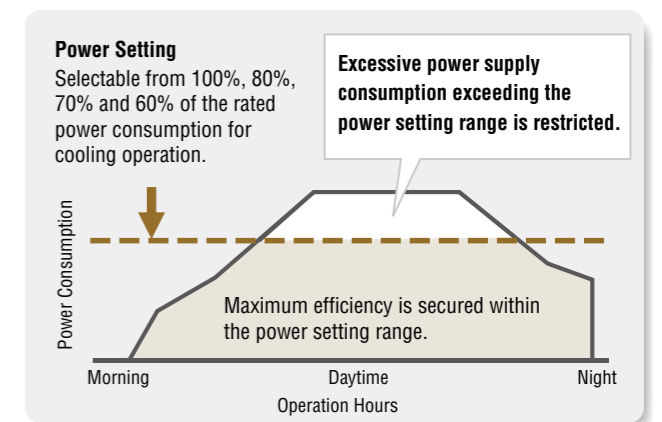 Power Setting
Selectable from 100%, 80%,
70% and 60% of the rated
power consumption for
cooling operation.
Excessive power supply
consumption exceeding the
power setting range is restricted.
Power Consumption
Maximum efficiency is secured within
the power setting range.
Morning
Daytime
Night
Operation Hours